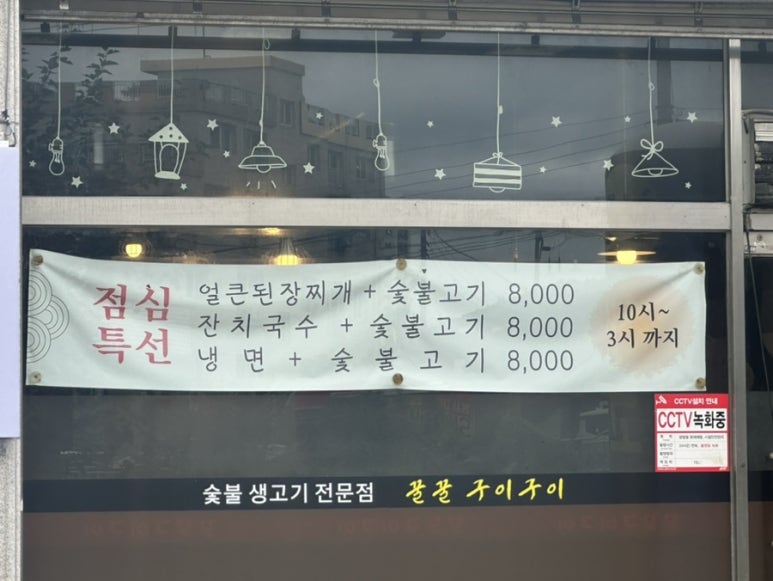 점심
특선
얼큰된장찌개 + 숯불고기 8,000
잔치국수 + 숯불고기 8,000
냉면 + 숯불고기 8,000
10시~
3시 까지
CCTV설치 안내
CCTV녹화중
숯불 생고기 전문점 꿀꿀 구이구이